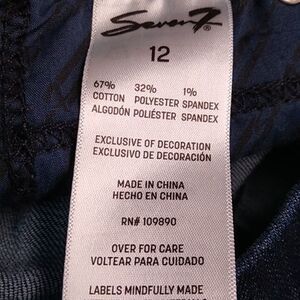 Seven7®
12
67% 32% 1%
COTTON POLYESTER SPANDEX
ALGODÓN POLIÉSTER SPANDEX
EXCLUSIVE OF DECORATION
EXCLUSIVO DE DECORACIÓN
MADE IN CHINA
HECHO EN CHINA
RN# 109890
OVER FOR CARE
VOLTEAR PARA CUIDADO
LABELS MINDFULLY MADE